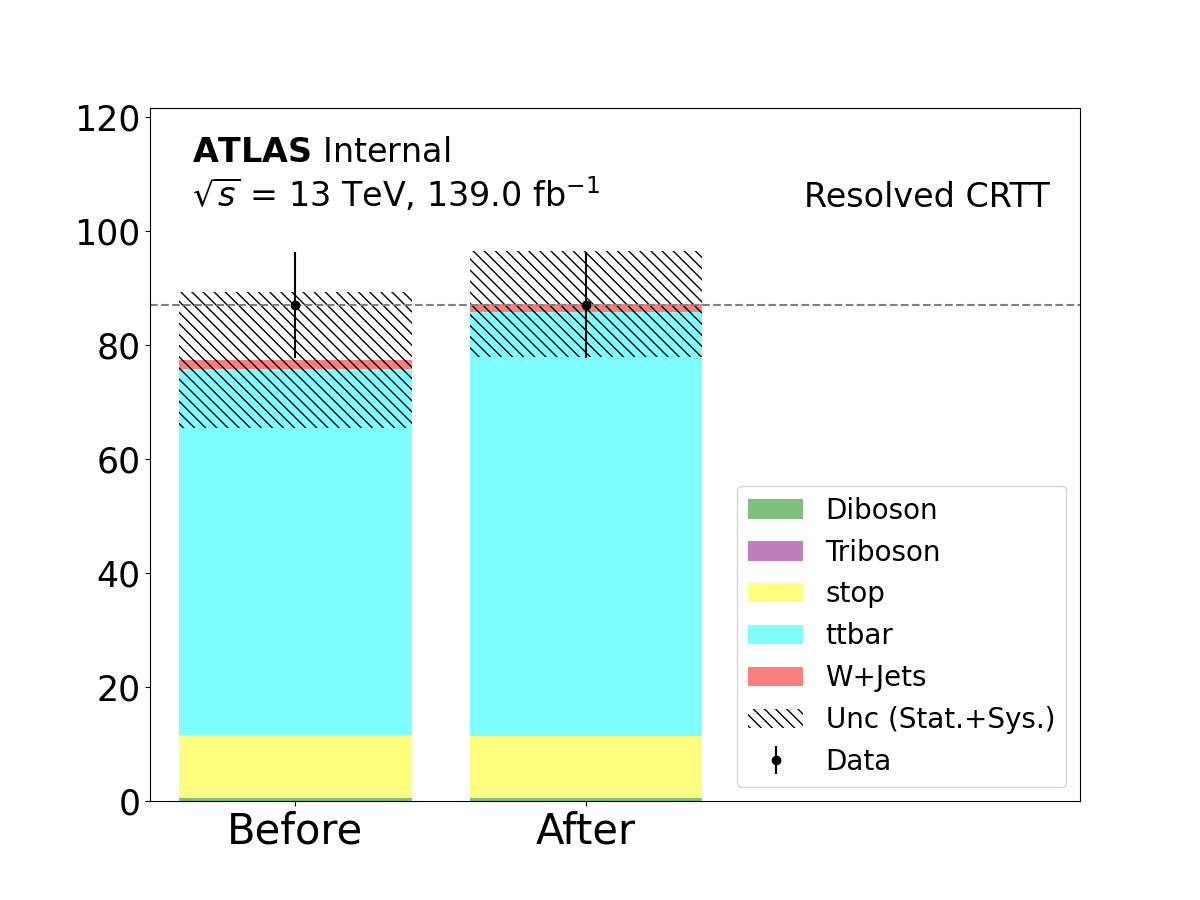 120
100
80
60
40
20
0
ATLAS Internal
√s = 13 TeV, 139.0 fb⁻¹
Resolved CRTT
Diboson
Triboson
stop
ttbar
W+Jets
Unc (Stat.+Sys.)
Data
Before After